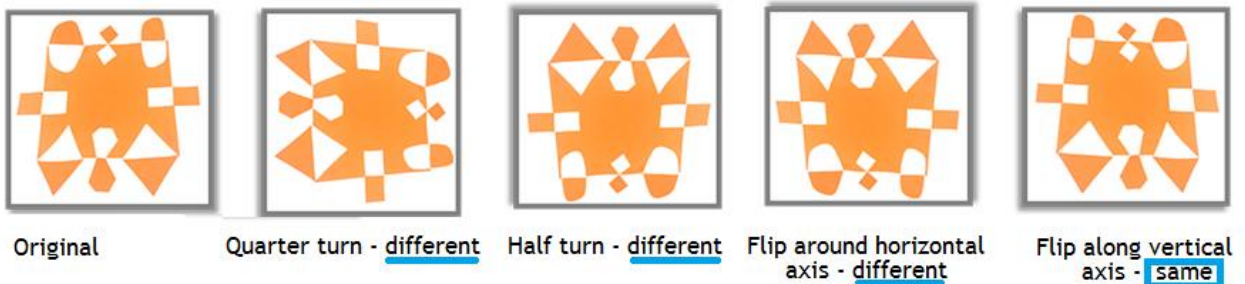 Original
Quarter turn - different
Half turn - different
Flip around horizontal
axis - different
Flip along vertical
axis - same